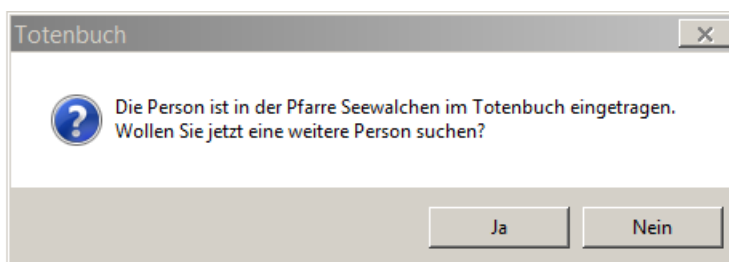 Totenbuch
Die Person ist in der Pfarre Seewalchen im Totenbuch eingetragen.
Wollen Sie jetzt eine weitere Person suchen?
Ja
Nein